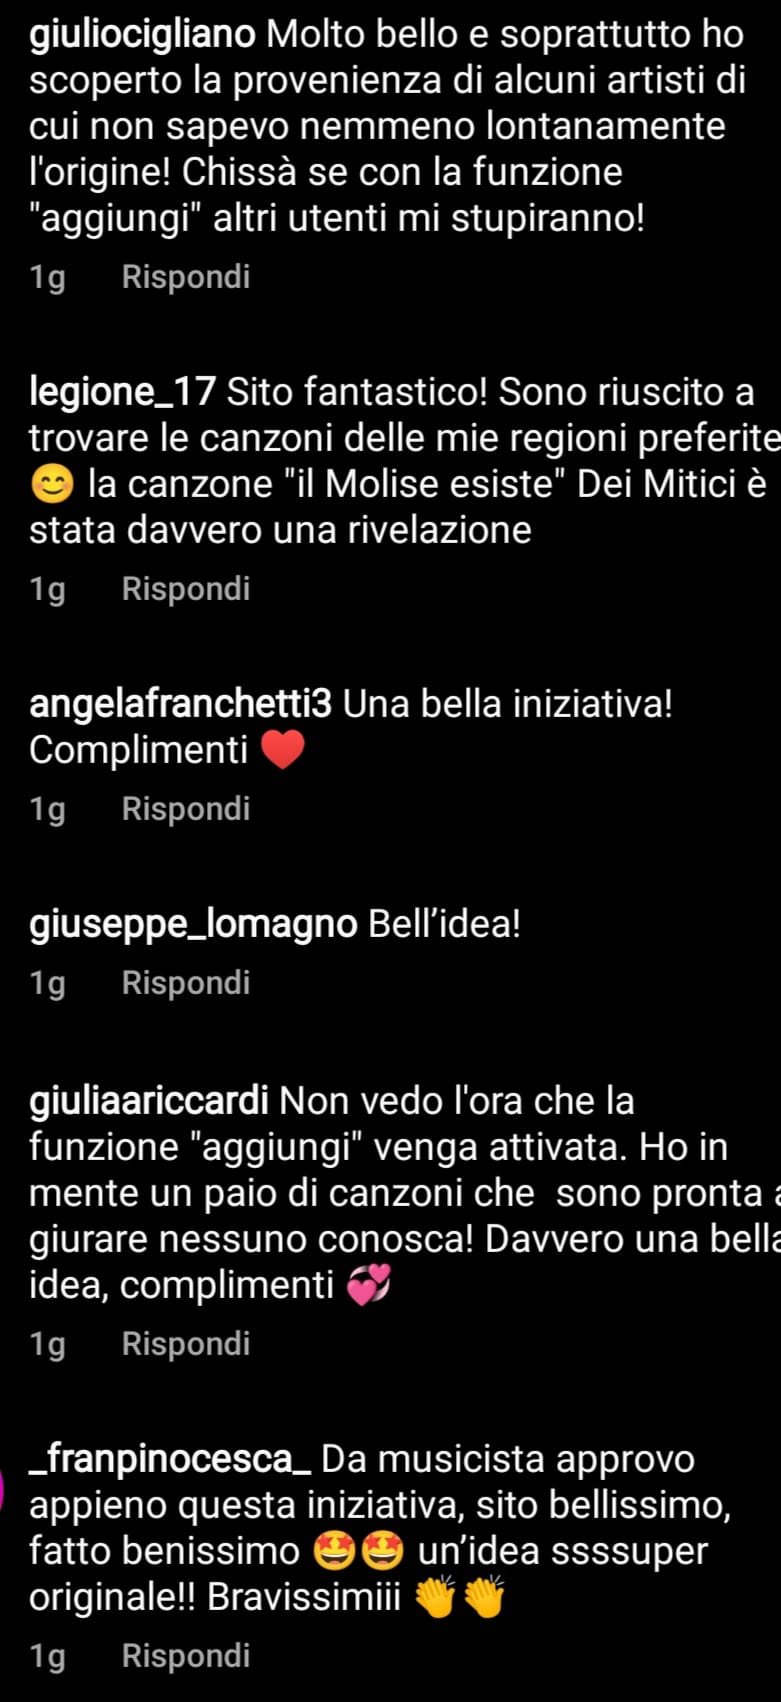 giuliocigliano Molto bello e soprattutto ho
scoperto la provenienza di alcuni artisti di
cui non sapevo nemmeno lontanamente
l'origine! Chissà se con la funzione
"aggiungi" altri utenti mi stupiranno!
1g Rispondi
legione_17 Sito fantastico! Sono riuscito a
trovare le canzoni delle mie regioni preferite
😊 la canzone "il Molise esiste" Dei Mitici è
stata davvero una rivelazione
1g Rispondi
angelafranchetti3 Una bella iniziativa!
Complimenti ❤️
1g Rispondi
giuseppe_lomagno Bell’idea!
1g Rispondi
giuliaariccardi Non vedo l'ora che la
funzione "aggiungi" venga attivata. Ho in
mente un paio di canzoni che  sono pronta a
giurare nessuno conosca! Davvero una bella
idea, complimenti 💞
1g Rispondi
_franpinocesca_ Da musicista approvo
appieno questa iniziativa, sito bellissimo,
fatto benissimo 🤩🤩 un’idea ssssuper
originale!! Bravissimiii 👏👏
1g Rispondi